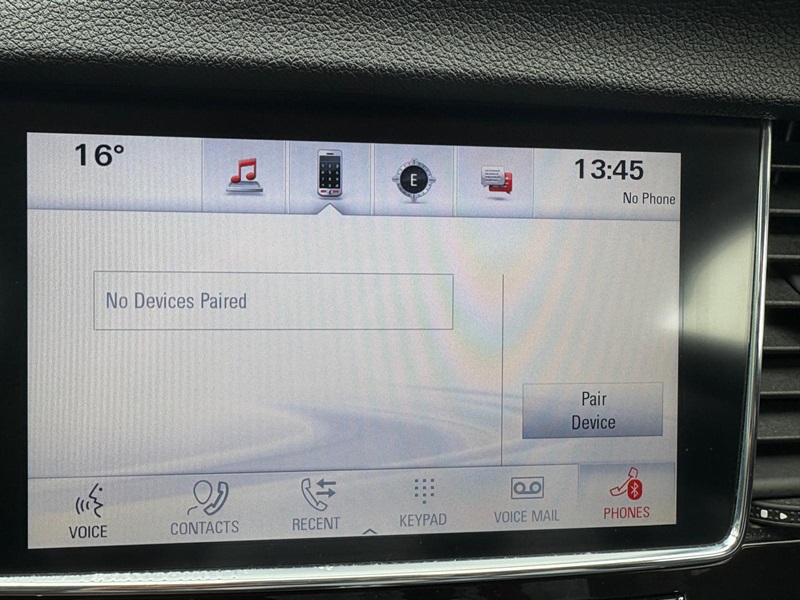 16°
E
13:45
No Phone
No Devices Paired
Pair
Device
VOICE
CONTACTS
RECENT
KEYPAD
VOICE MAIL
PHONES